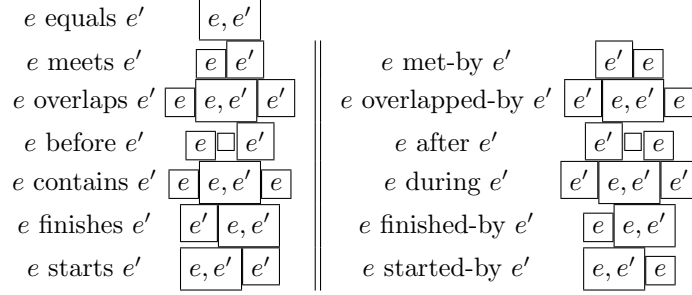 e equals e′ e, e′
e meets e′ e e′ e met-by e′ e′ e
e overlaps e′ e e, e′ e′ e overlapped-by e′ e′ e, e′ e
e before e′ e □ e′ e after e′ e′ □ e
e contains e′ e e, e′ e e during e′ e′ e, e′ e′
e finishes e′ e′ e, e′ e finished-by e′ e e, e′
e starts e′ e, e′ e′ e started-by e′ e, e′ e